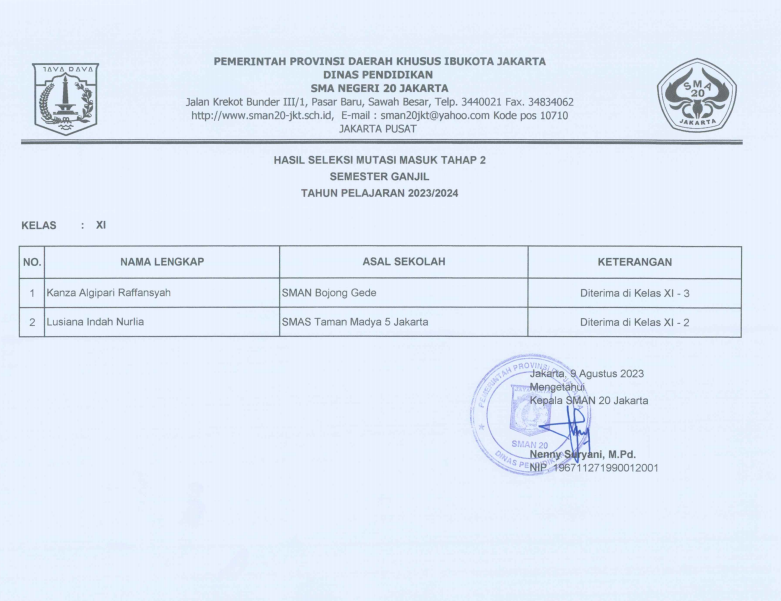 JAYA RAYA
PEMERINTAH PROVINSI DAERAH KHUSUS IBUKOTA JAKARTA
DINAS PENDIDIKAN
SMA NEGERI 20 JAKARTA
Jalan Krekot Bunder III/1, Pasar Baru, Sawah Besar, Telp. 3440021 Fax. 34834062
http://www.sman20-jkt.sch.id, E-mail : sman20jkt@yahoo.com Kode pos 10710
JAKARTA PUSAT
SMA
20
JAKARTA
HASIL SELEKSI MUTASI MASUK TAHAP 2
SEMESTER GANJIL
TAHUN PELAJARAN 2023/2024
KELAS : XI
NO. NAMA LENGKAP ASAL SEKOLAH KETERANGAN
1 Kanza Algipari Raffansyah SMAN Bojong Gede Diterima di Kelas XI - 3
2 Lusiana Indah Nurlia SMAS Taman Madya 5 Jakarta Diterima di Kelas XI - 2
Jakarta, 9 Agustus 2023
Mengetahui
Kepala SMAN 20 Jakarta
PEMERINTAH PROVINSI
SMAN 20
DINAS
Nenny Suryani, M.Pd.
NIP. 196711271990012001